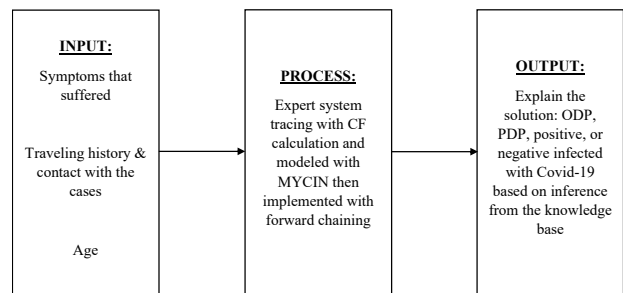 INPUT:
Symptoms that
suffered
Traveling history &
contact with the
cases
Age
PROCESS:
Expert system
tracing with CF
calculation and
modeled with
MYCIN then
implemented with
forward chaining
OUTPUT:
Explain the
solution: ODP,
PDP, positive, or
negative infected
with Covid-19
based on inference
from the knowledge
base